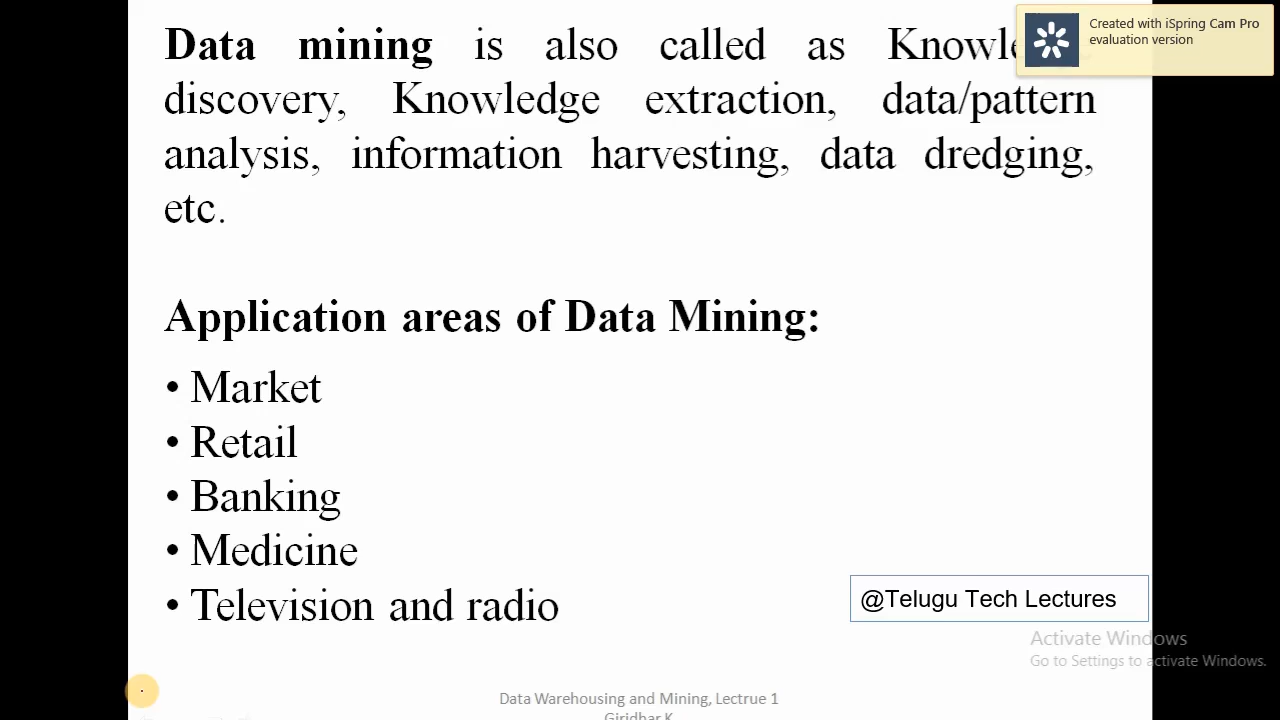 Data mining is also called as
discovery, Knowledge extraction, data/pattern
analysis, information harvesting, data dredging,
etc.
Application areas of Data Mining:
• Market
• Retail
• Banking
• Medicine
• Television and radio
Created with iSpring Cam Pro
evaluation version
@Telugu Tech Lectures
Activate Windows
Go to Settings to activate Windows.
Data Warehousing and Mining, Lectrue 1
Giridhar K